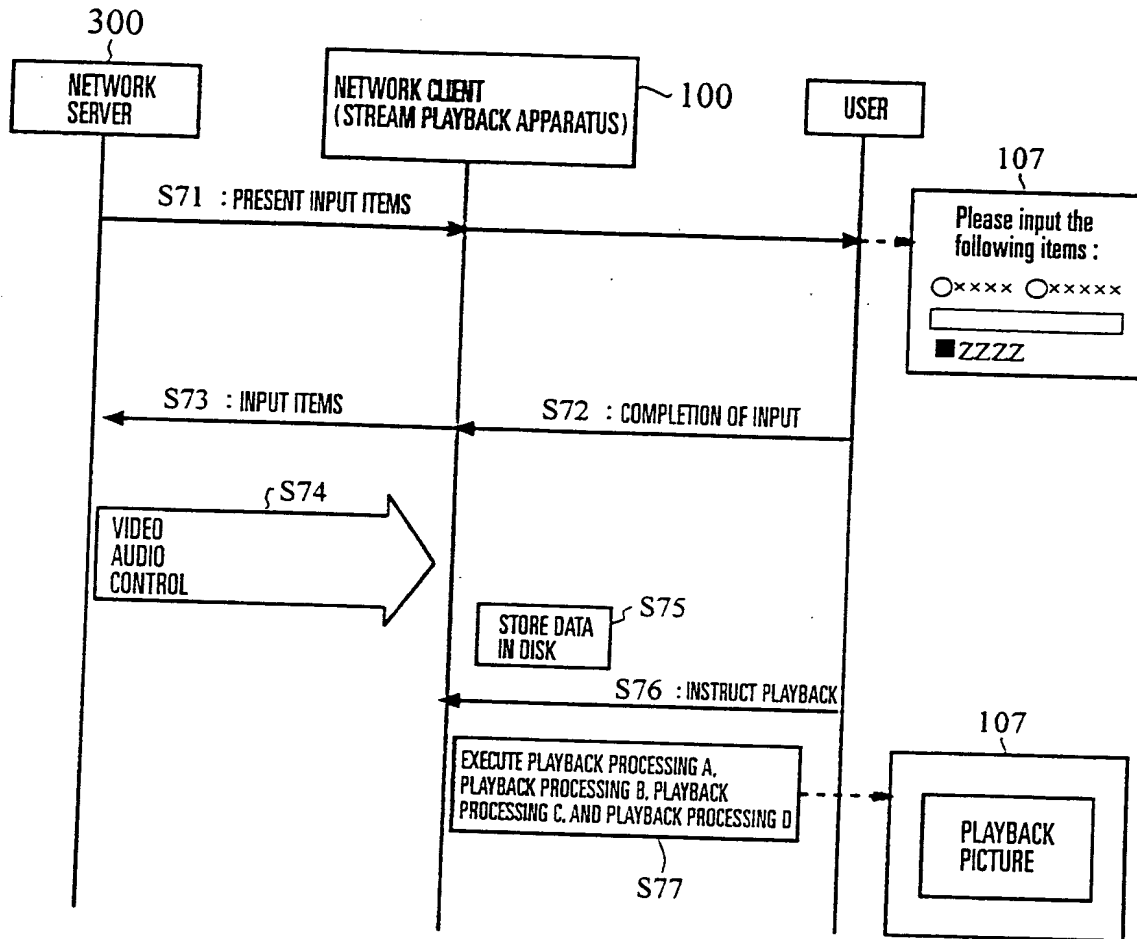 300
NETWORK
SERVER
NETWORK CLIENT
(STREAM PLAYBACK APPARATUS)
100
USER
107
S71 : PRESENT INPUT ITEMS
Please input the
following items :
○×××× ○×××××
■ZZZZ
S73 : INPUT ITEMS
S72 : COMPLETION OF INPUT
S74
VIDEO
AUDIO
CONTROL
STORE DATA
IN DISK
S75
S76 : INSTRUCT PLAYBACK
107
EXECUTE PLAYBACK PROCESSING A,
PLAYBACK PROCESSING B, PLAYBACK
PROCESSING C, AND PLAYBACK PROCESSING D
PLAYBACK
PICTURE
S77